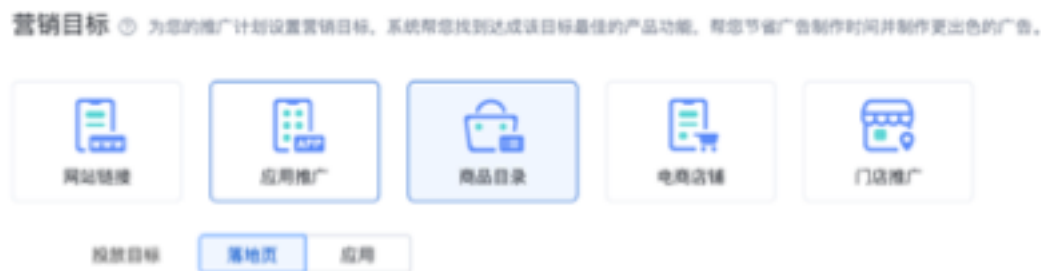 营销目标 ? 为您的推广计划设置营销目标。系统帮您找到达成该目标最佳的产品功能。帮您节省广告制作时间并制作更出色的广告。
网站链接 应用推广 商品目录 电商店铺 门店推广
投放目标 落地页 应用